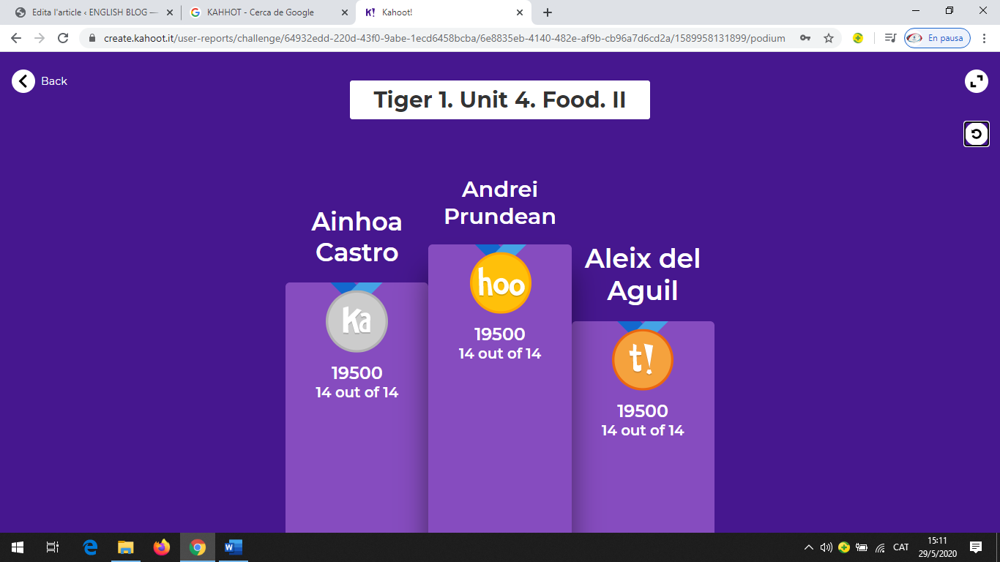 Edita l'article ‹ ENGLISH BLOG —
KAHHOT - Cerca de Google
K! Kahoot!
create.kahoot.it/user-reports/challenge/64932edd-220d-43f0-9abe-1ecd6458bcba/6e8835eb-4140-482e-af9b-cb96a7d6cd2a/1589958131899/podium
En pausa
Back
Tiger 1. Unit 4. Food. II
Andrei
Prundean
hoo
19500
14 out of 14
Ainhoa
Castro
Ka
19500
14 out of 14
Aleix del
Aguil
t!
19500
14 out of 14
CAT
15:11
29/5/2020